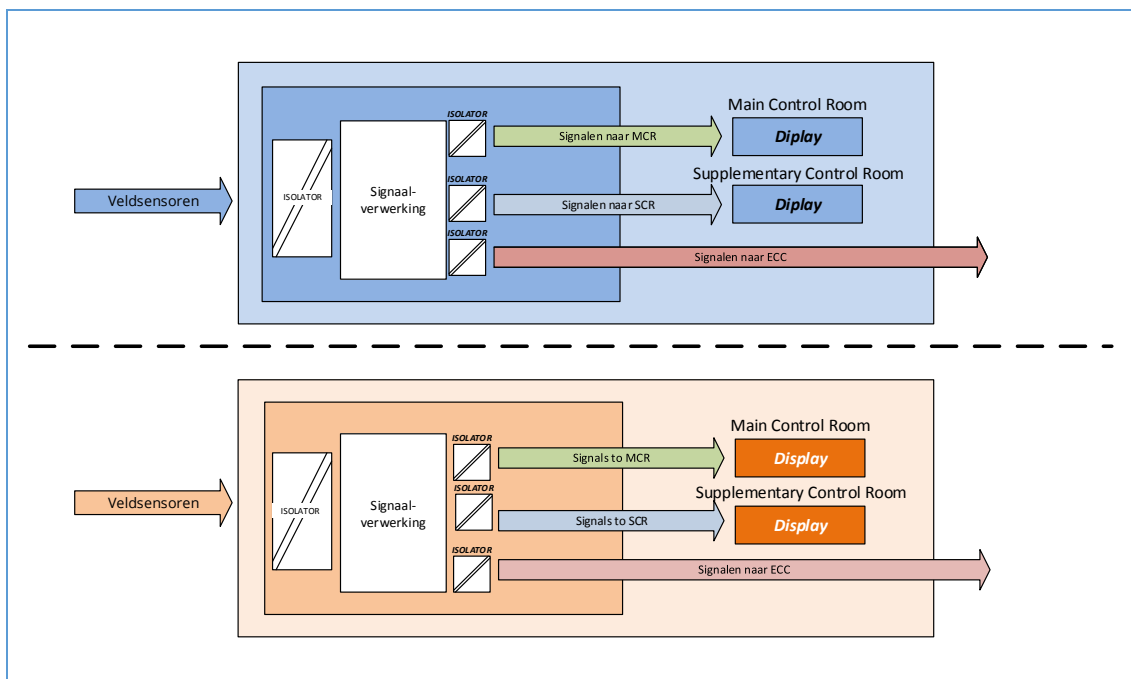 Main Control Room
ISOLATOR
Signalen naar MCR
Diplay
Supplementary Control Room
ISOLATOR
Veldsensoren
ISOLATOR
Signaal-
verwerking
Signalen naar SCR
Diplay
ISOLATOR
Signalen naar ECC
Main Control Room
ISOLATOR
Signals to MCR
Display
Supplementary Control Room
ISOLATOR
Veldsensoren
ISOLATOR
Signaal-
verwerking
Signals to SCR
Display
ISOLATOR
Signalen naar ECC